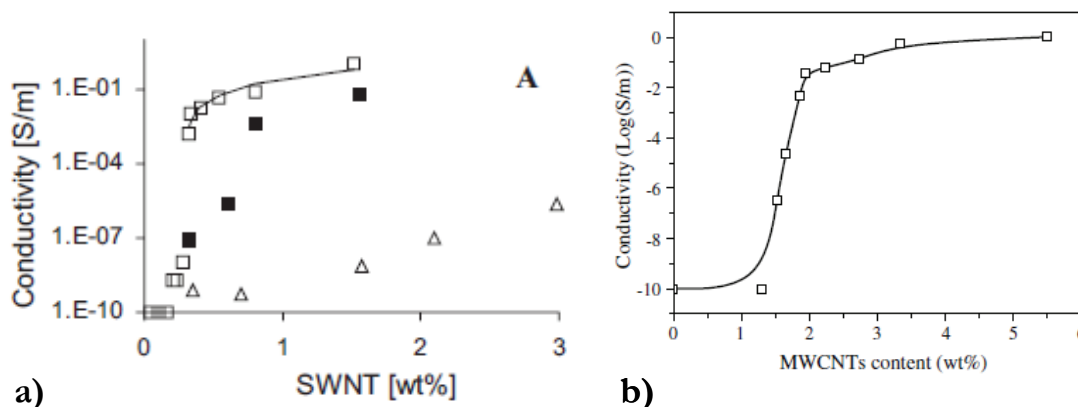 A
Conductivity [S/m]
1.E-01
1.E-04
1.E-07
1.E-10
0 1 2 3
SWNT [wt%]
a)
Conductivity (Log(S/m))
0
-2
-4
-6
-8
-10
0 1 2 3 4 5
MWCNTs content (wt%)
b)